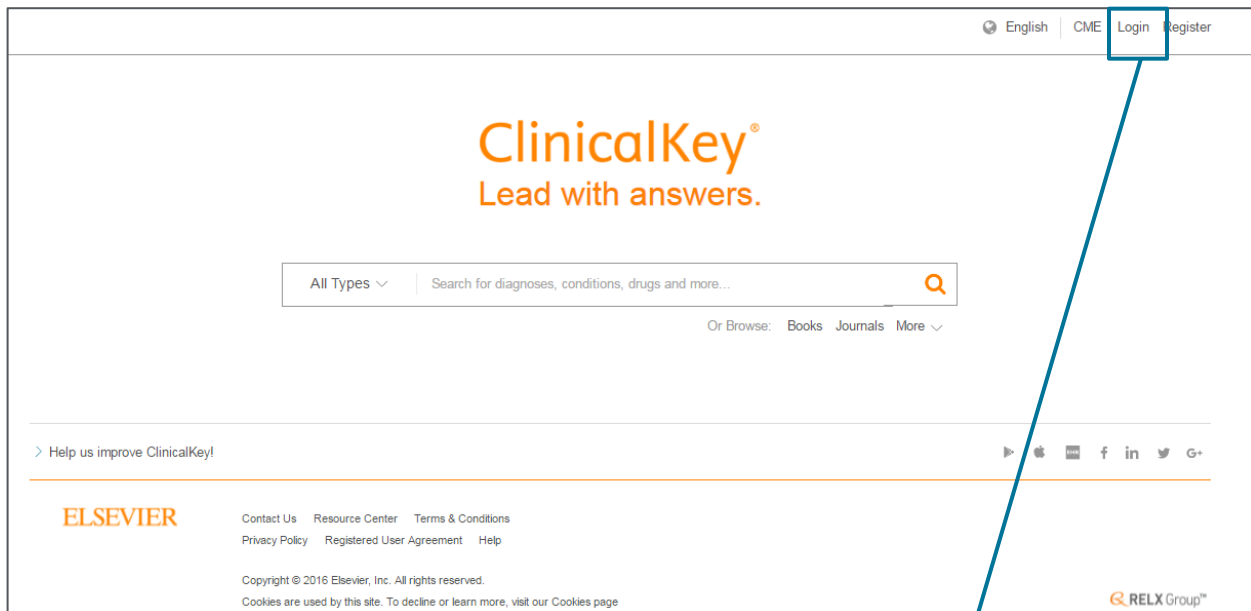 English CME Login Register
ClinicalKey®
Lead with answers.
All Types Search for diagnoses, conditions, drugs and more...
Or Browse: Books Journals More
Help us improve ClinicalKey!
f in G+
ELSEVIER
Contact Us Resource Center Terms & Conditions
Privacy Policy Registered User Agreement Help
Copyright © 2016 Elsevier, Inc. All rights reserved.
Cookies are used by this site. To decline or learn more, visit our Cookies page
RELX Group™